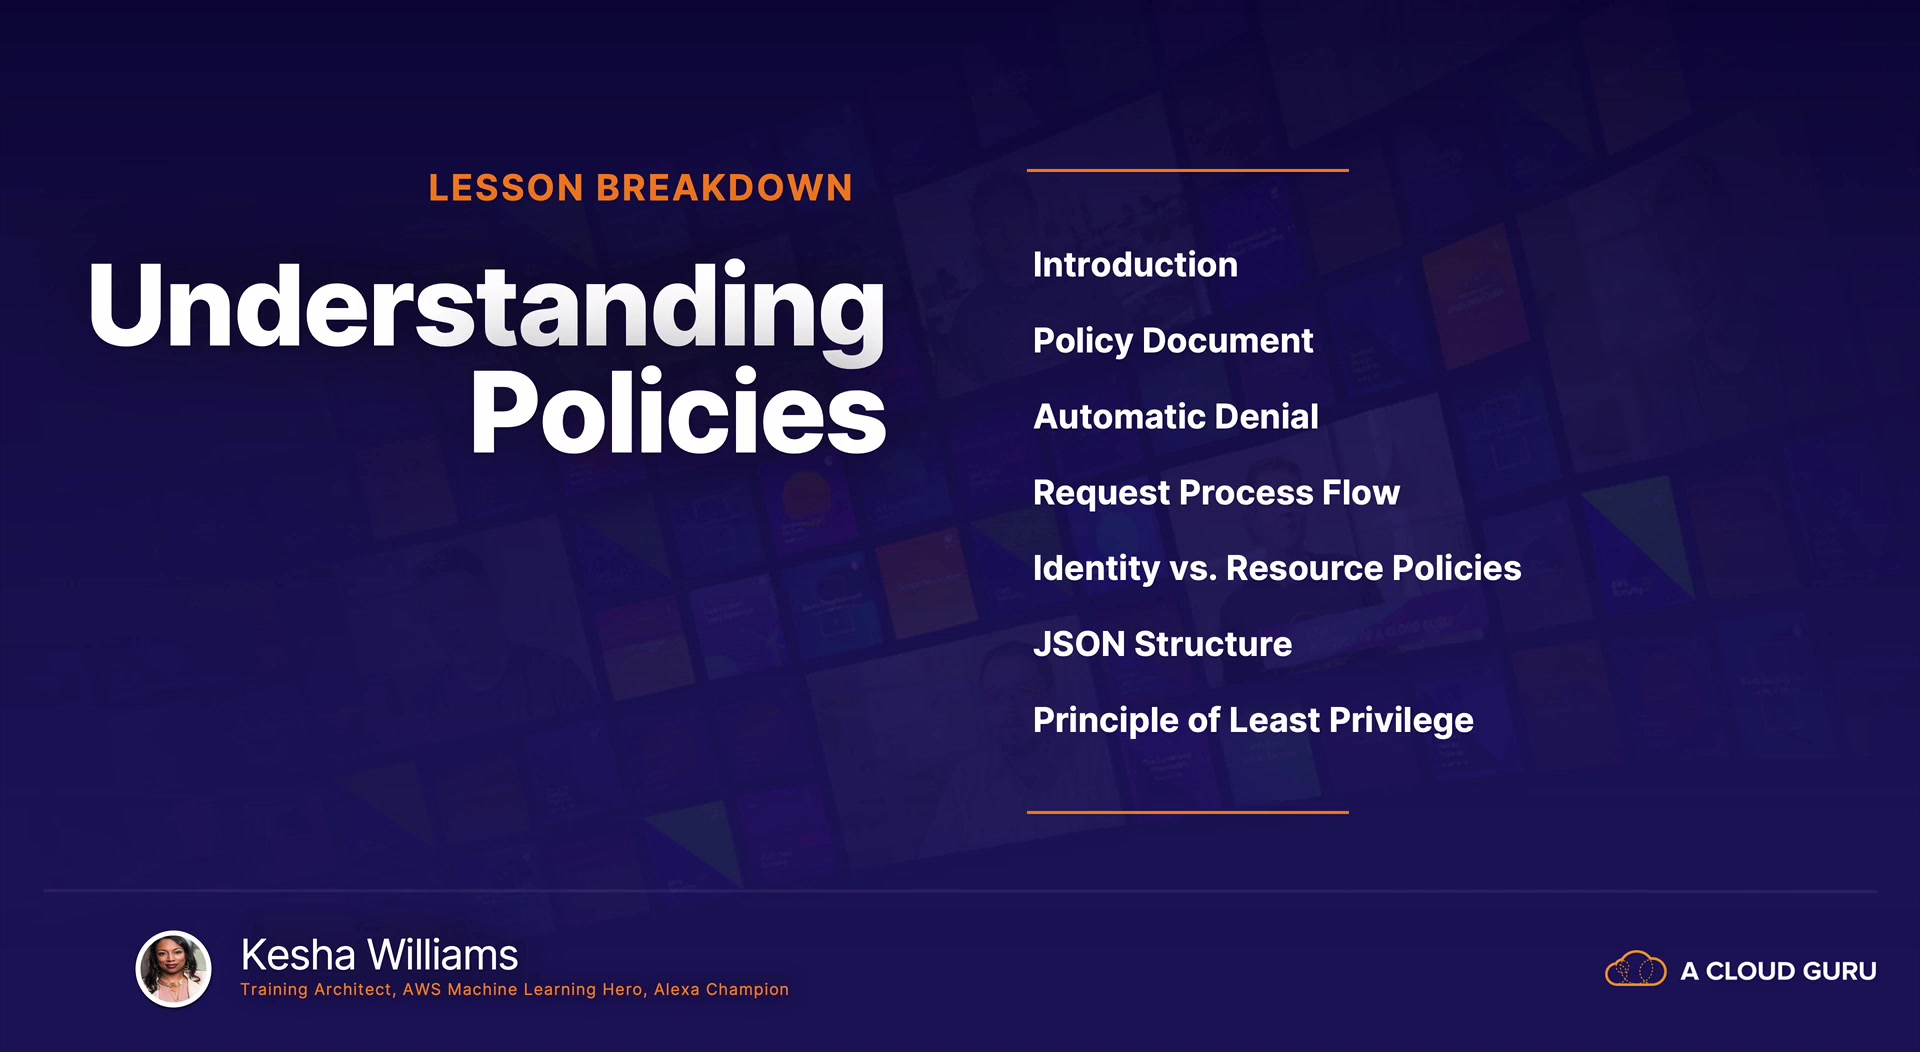 LESSON BREAKDOWN
Understanding
Policies
Introduction
Policy Document
Automatic Denial
Request Process Flow
Identity vs. Resource Policies
JSON Structure
Principle of Least Privilege
Kesha Williams
Training Architect, AWS Machine Learning Hero, Alexa Champion
A CLOUD GURU